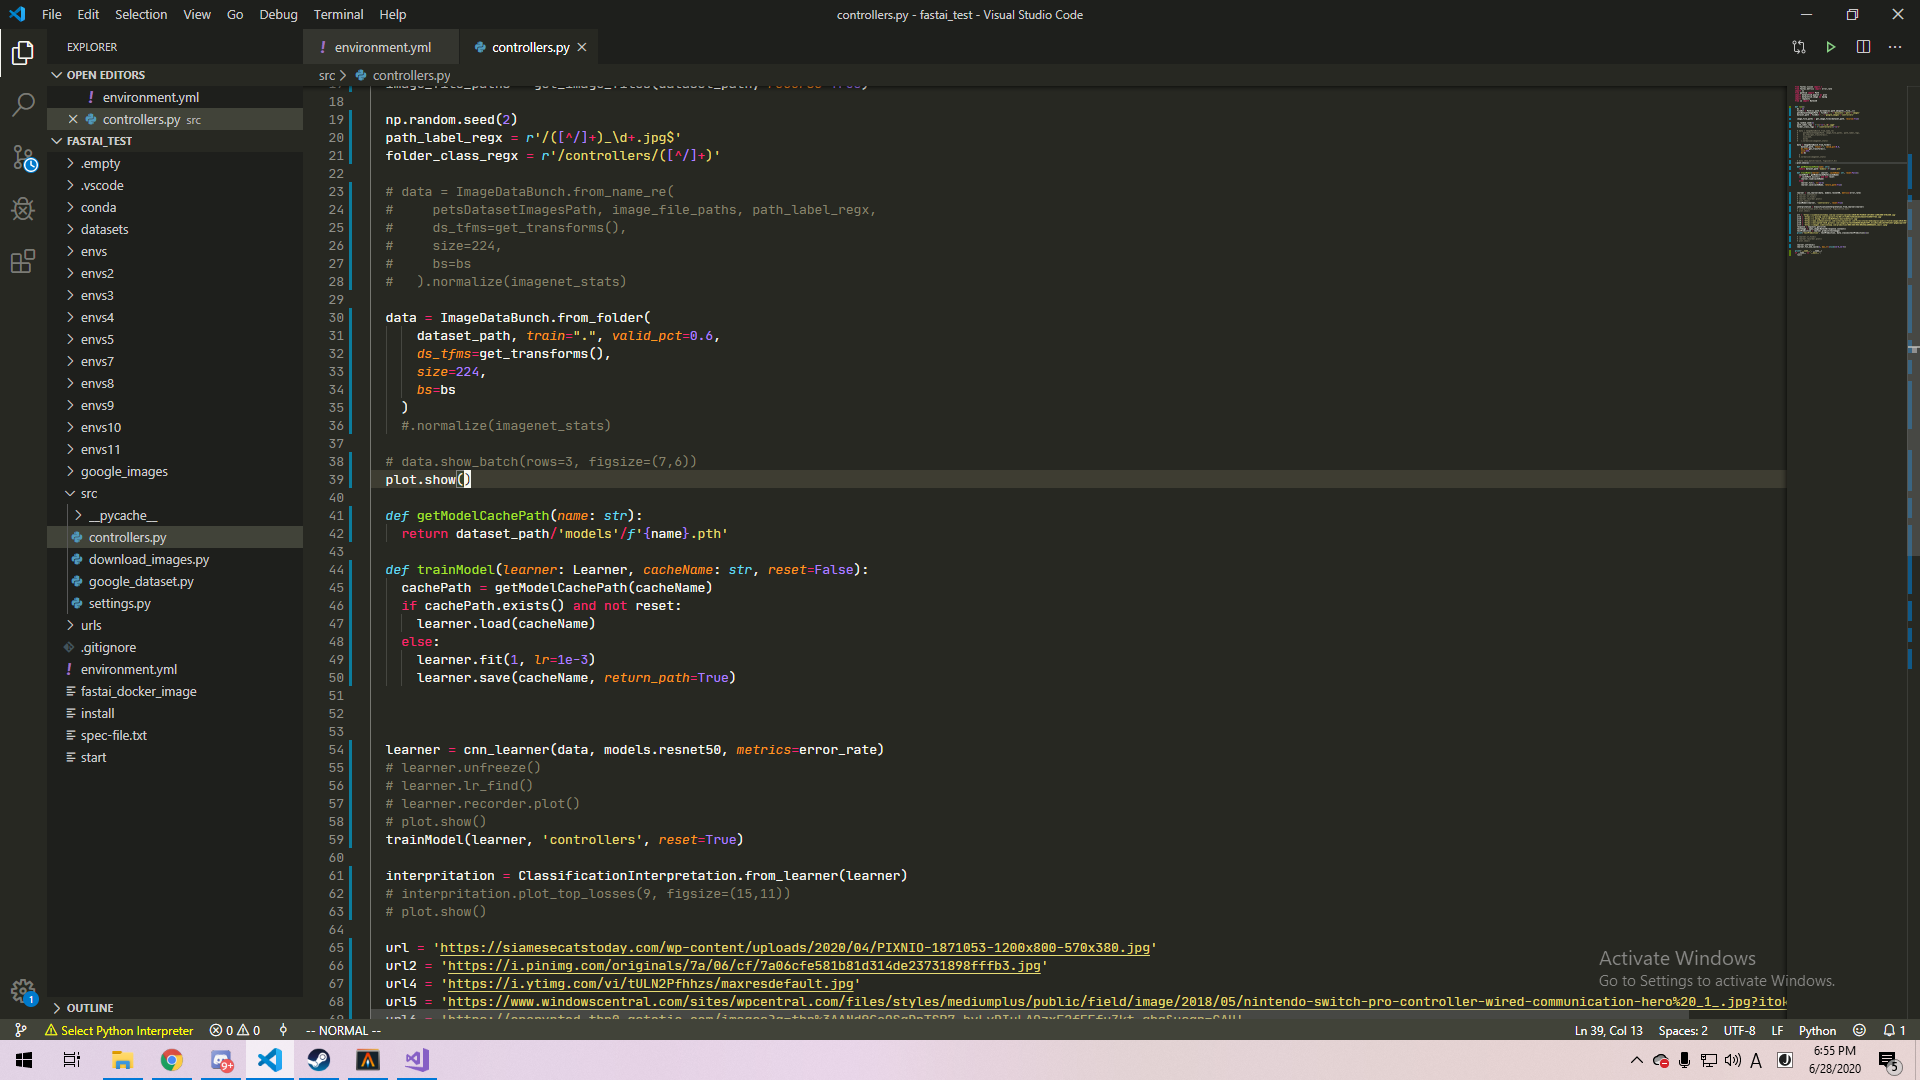 File Edit Selection View Go Debug Terminal Help
controllers.py - fastai_test - Visual Studio Code
EXPLORER
OPEN EDITORS
! environment.yml
controllers.py src
FASTAI_TEST
.empty
.vscode
conda
datasets
envs
envs2
envs3
envs4
envs5
envs7
envs8
envs9
envs10
envs11
google_images
src
__pycache__
controllers.py
download_images.py
google_dataset.py
settings.py
urls
.gitignore
! environment.yml
fastai_docker_image
install
spec-file.txt
start
OUTLINE
! environment.yml
controllers.py
src > controllers.py
18
19 np.random.seed(2)
20 path_label_regx = r'/([^/]+)_\d+.jpg$'
21 folder_class_regx = r'/controllers/([^/]+)'
22
23 # data = ImageDataBunch.from_name_re(
24 #     petsDatasetImagesPath, image_file_paths, path_label_regx,
25 #     ds_tfms=get_transforms(),
26 #     size=224,
27 #     bs=bs
28 #   ).normalize(imagenet_stats)
29
30 data = ImageDataBunch.from_folder(
31     dataset_path, train=".", valid_pct=0.6,
32     ds_tfms=get_transforms(),
33     size=224,
34     bs=bs
35   )
36   #.normalize(imagenet_stats)
37
38 # data.show_batch(rows=3, figsize=(7,6))
39 plot.show()
40
41 def getModelCachePath(name: str):
42   return dataset_path/'models'/f'{name}.pth'
43
44 def trainModel(learner: Learner, cacheName: str, reset=False):
45   cachePath = getModelCachePath(cacheName)
46   if cachePath.exists() and not reset:
47     learner.load(cacheName)
48   else:
49     learner.fit(1, lr=1e-3)
50     learner.save(cacheName, return_path=True)
51
52
53
54 learner = cnn_learner(data, models.resnet50, metrics=error_rate)
55 # learner.unfreeze()
56 # learner.lr_find()
57 # learner.recorder.plot()
58 # plot.show()
59 trainModel(learner, 'controllers', reset=True)
60
61 interpritation = ClassificationInterpretation.from_learner(learner)
62 # interpritation.plot_top_losses(9, figsize=(15,11))
63 # plot.show()
64
65 url = 'https://siamesecatstoday.com/wp-content/uploads/2020/04/PIXNIO-1871053-1200x800-570x380.jpg'
66 url2 = 'https://i.pinimg.com/originals/7a/06/cf/7a06cfe581b81d314de23731898fffb3.jpg'
67 url4 = 'https://i.ytimg.com/vi/tULN2Pfhhzs/maxresdefault.jpg'
68 url5 = 'https://www.windowscentral.com/sites/wpcentral.com/files/styles/mediumplus/public/field/image/2018/05/nintendo-switch-pro-controller-wired-communication-hero%20_1_.jpg?itok
Activate Windows
Go to Settings to activate Windows.
1
Select Python Interpreter 0 0 -- NORMAL --
Ln 39, Col 13 Spaces: 2 UTF-8 LF Python 1
9+
A
6:55 PM
6/28/2020
5